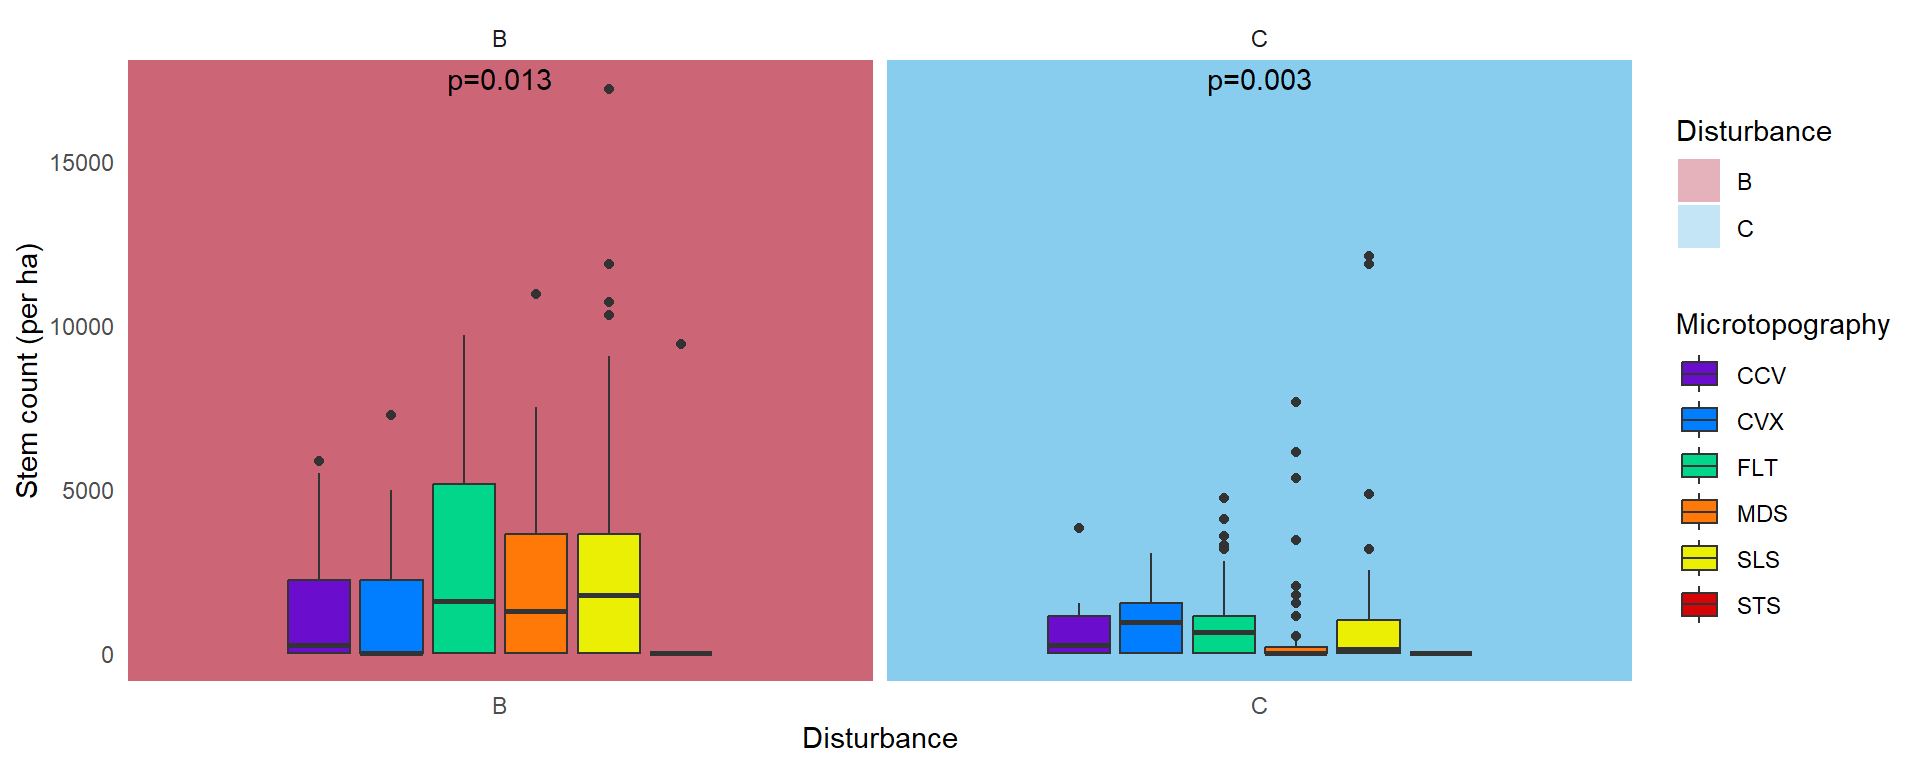 B
C
p=0.013
p=0.003
15000
10000
5000
0
Stem count (per ha)
B
C
Disturbance
Disturbance
B
C
Microtopography
CCV
CVX
FLT
MDS
SLS
STS